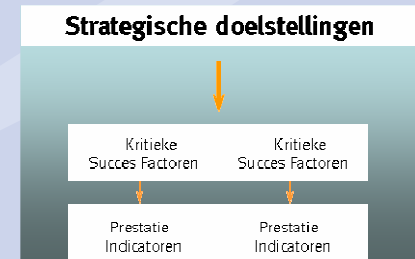 Strategische doelstellingen
Kritieke Kritieke
Succes Factoren Succes Factoren
Prestatie Prestatie
Indicatoren Indicatoren